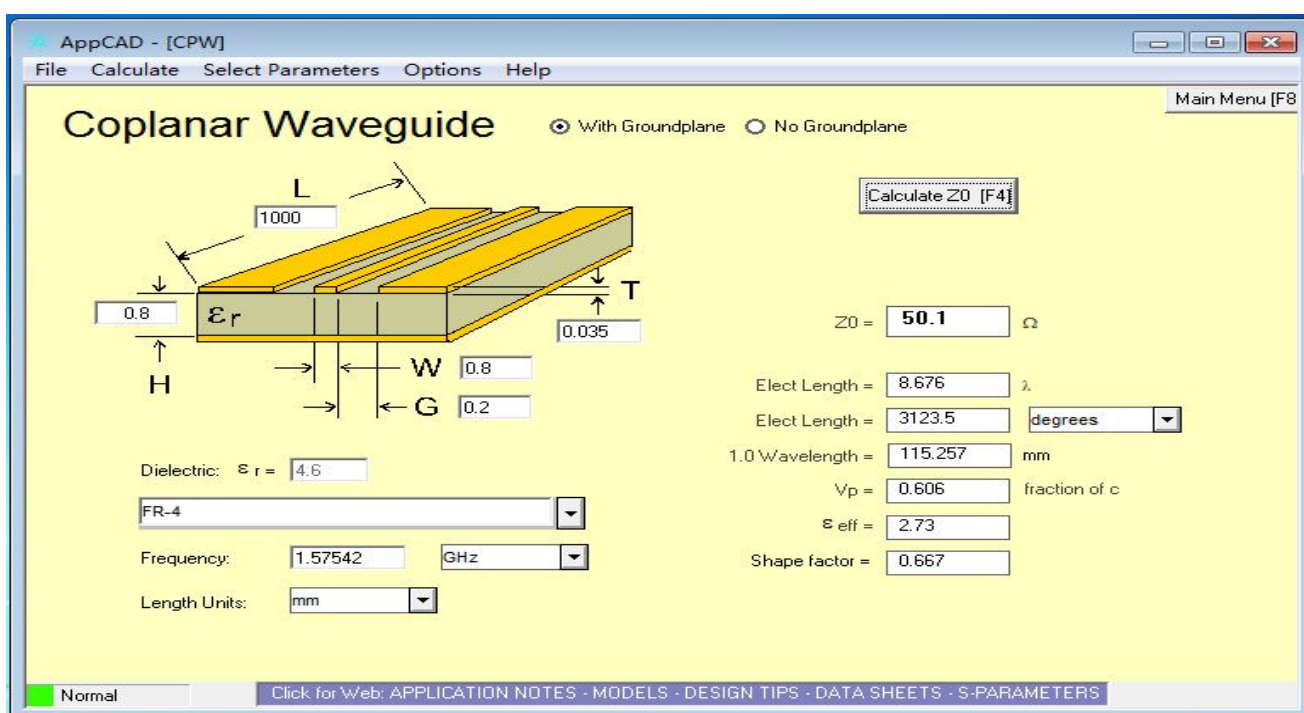 AppCAD - [CPW]
File Calculate Select Parameters Options Help
Main Menu [F8
Coplanar Waveguide With Groundplane No Groundplane
L
1000
Calculate Z0 [F4]
T
0.8 εr
0.035
Z0 = 50.1 Ω
H
W 0.8
G 0.2
Elect Length = 8.676 λ
Elect Length = 3123.5 degrees
1.0 Wavelength = 115.257 mm
Dielectric: ε r = 4.6
Vp = 0.606 fraction of c
FR-4
ε eff = 2.73
Frequency: 1.57542 GHz
Shape factor = 0.667
Length Units: mm
Normal
Click for Web: APPLICATION NOTES - MODELS - DESIGN TIPS - DATA SHEETS - S-PARAMETERS